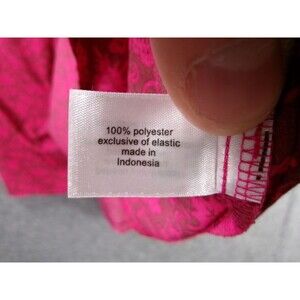 100% polyester
exclusive of elastic
made in
Indonesia